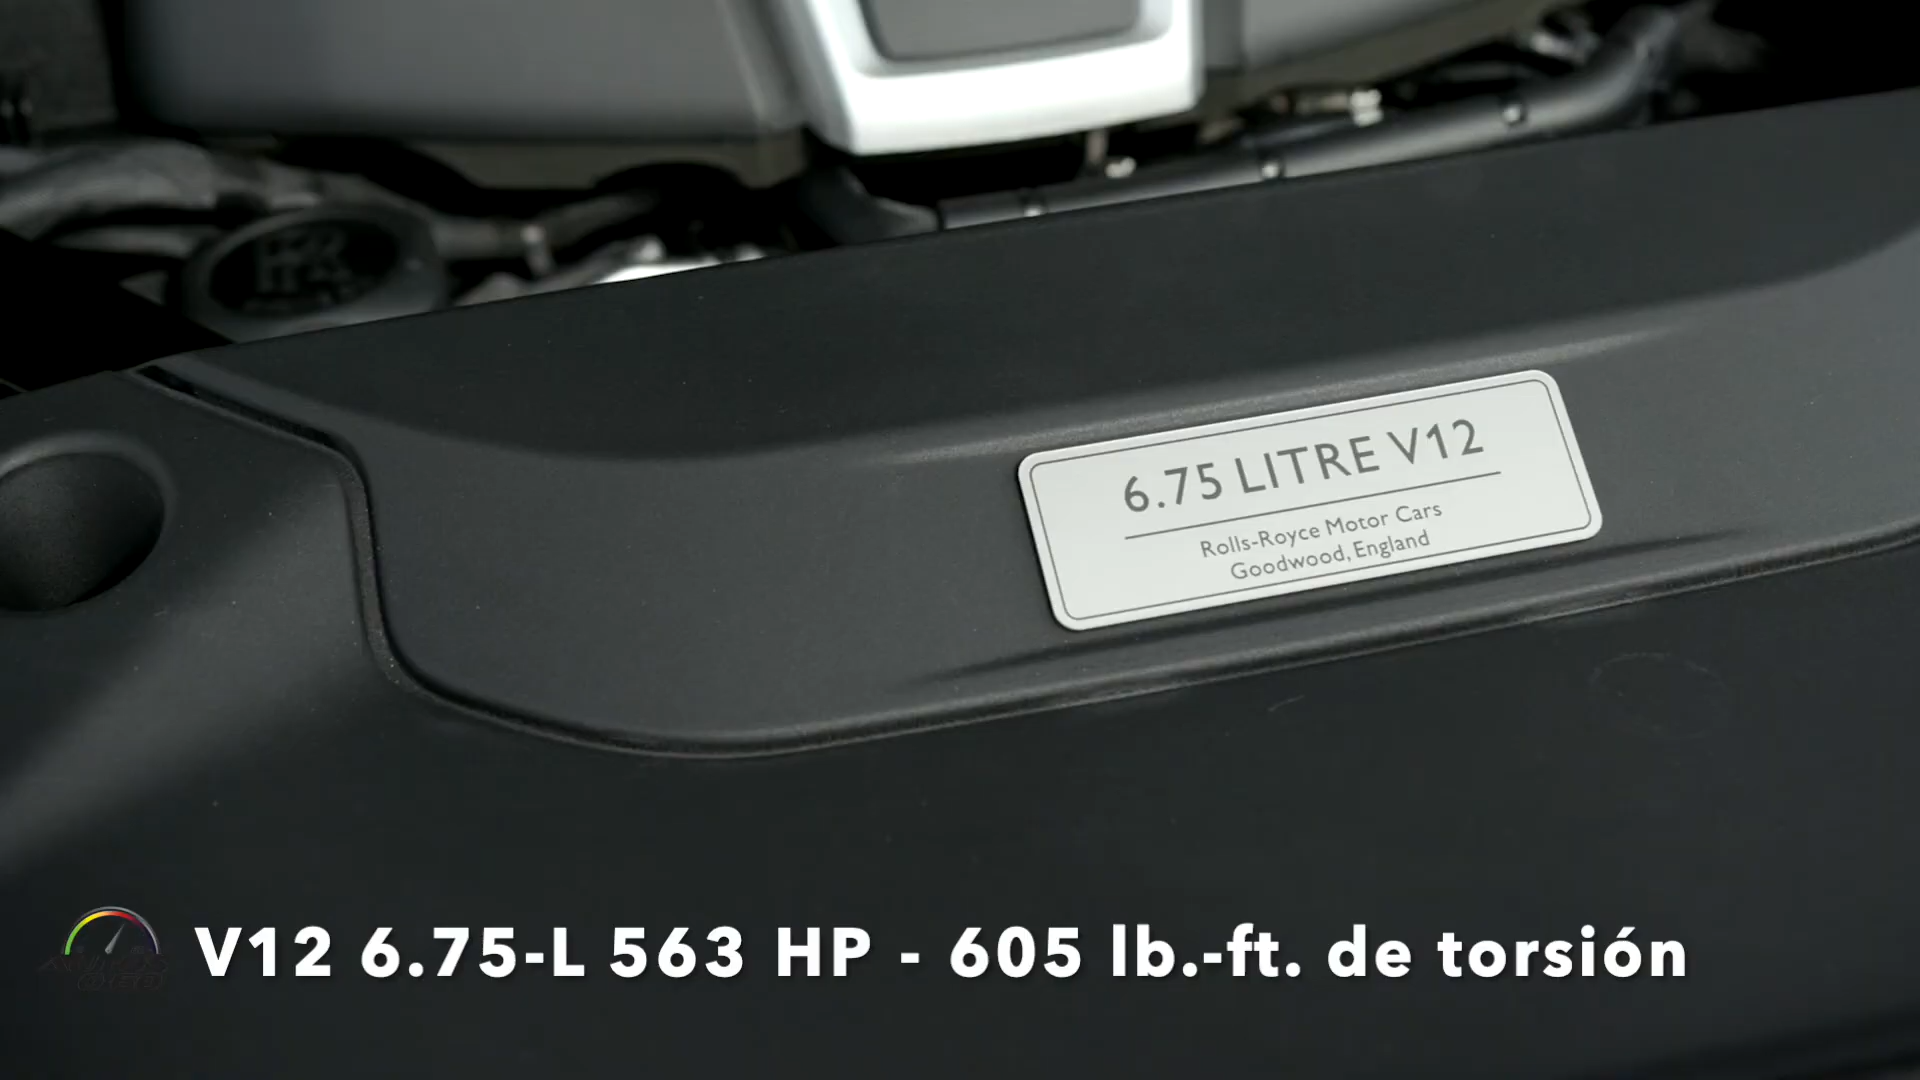 6.75 LITRE V12
Rolls-Royce Motor Cars
Goodwood, England
V12 6.75-L 563 HP - 605 lb.-ft. de torsión